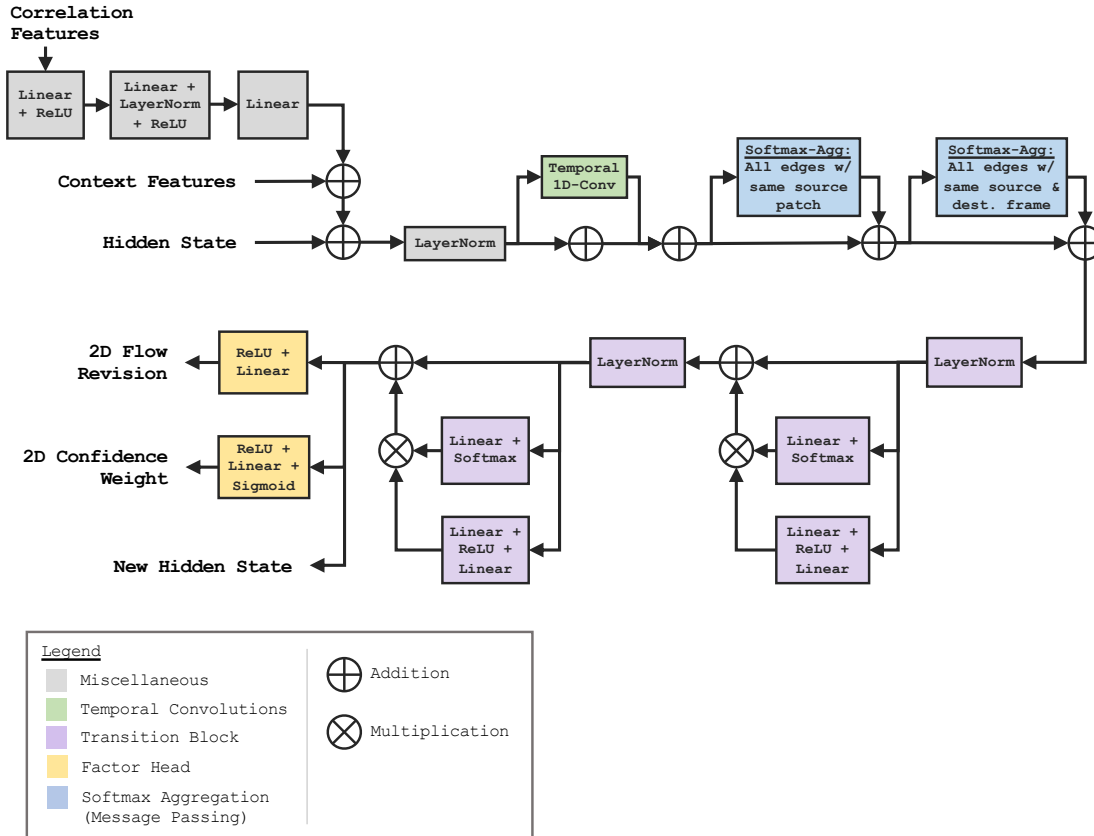 Correlation
Features
Linear
+ ReLU
Linear +
LayerNorm
+ ReLU
Linear
Context Features
Hidden State
LayerNorm
Temporal
1D-Conv
Softmax-Agg:
All edges w/
same source
patch
Softmax-Agg:
All edges w/
same source &
dest. frame
2D Flow
Revision
ReLU +
Linear
LayerNorm
LayerNorm
2D Confidence
Weight
ReLU +
Linear +
Sigmoid
Linear +
Softmax
Linear +
Softmax
New Hidden State
Linear +
ReLU +
Linear
Linear +
ReLU +
Linear
Legend
Miscellaneous
Temporal Convolutions
Transition Block
Factor Head
Softmax Aggregation
(Message Passing)
Addition
Multiplication